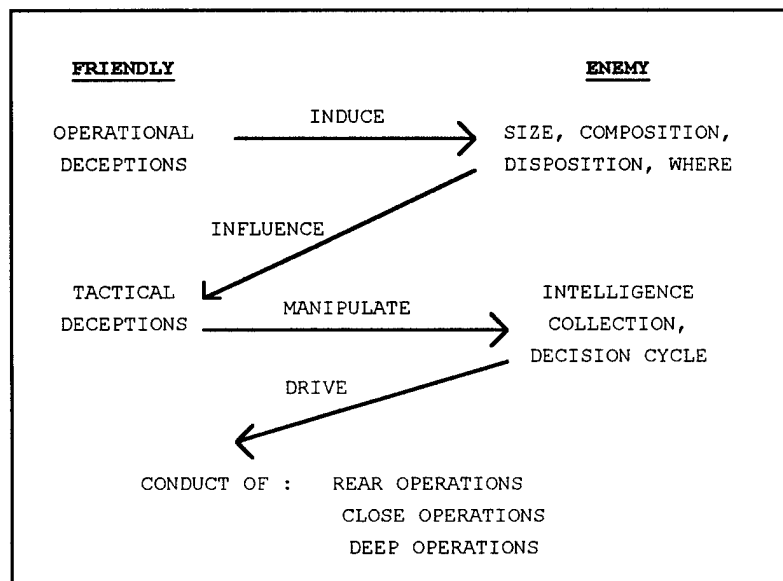 FRIENDLY ENEMY
INDUCE
OPERATIONAL
DECEPTIONS
SIZE, COMPOSITION,
DISPOSITION, WHERE
INFLUENCE
TACTICAL
DECEPTIONS
MANIPULATE
INTELLIGENCE
COLLECTION,
DECISION CYCLE
DRIVE
CONDUCT OF : REAR OPERATIONS
CLOSE OPERATIONS
DEEP OPERATIONS